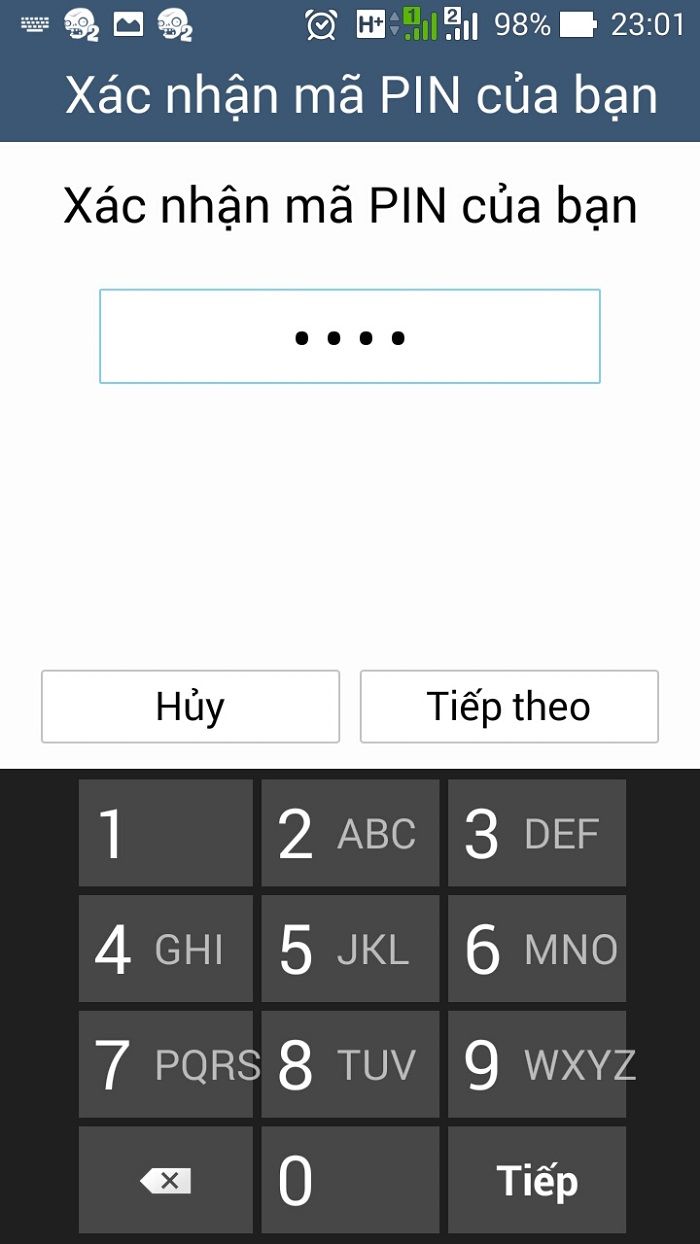 H+ 1 2 98% 23:01
Xác nhận mã PIN của bạn
Xác nhận mã PIN của bạn
••••
Hủy Tiếp theo
1 2 ABC 3 DEF
4 GHI 5 JKL 6 MNO
7 PQRS 8 TUV 9 WXYZ
0 Tiếp